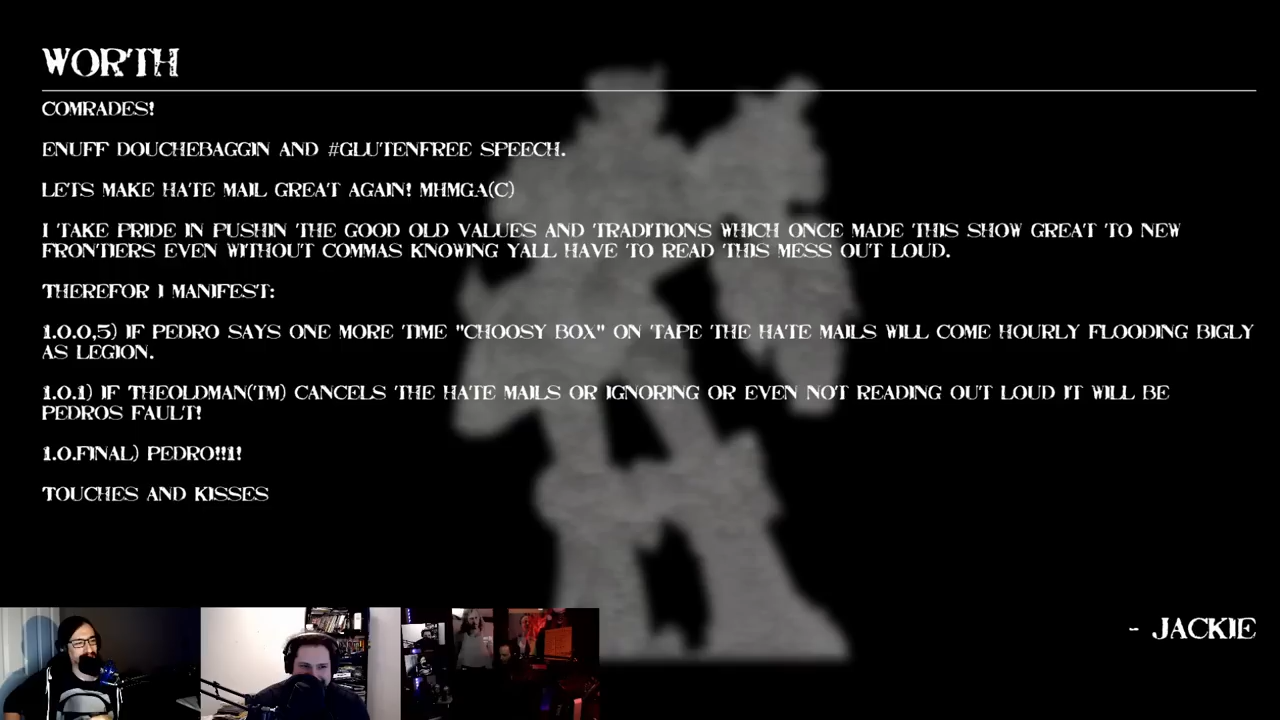 WORTH
COMRADES!
ENUFF DOUCHEBAGGIN AND #GLUTENFREE SPEECH.
LETS MAKE HATE MAIL GREAT AGAIN! MHMGA(C)
I TAKE PRIDE IN PUSHIN THE GOOD OLD VALUES AND TRADITIONS WHICH ONCE MADE THIS SHOW GREAT TO NEW
FRONTIERS EVEN WITHOUT COMMAS KNOWING YALL HAVE TO READ THIS MESS OUT LOUD.
THEREFOR I MANIFEST:
1.0.0,5) IF PEDRO SAYS ONE MORE TIME "CHOOSY BOX" ON TAPE THE HATE MAILS WILL COME HOURLY FLOODING BIGLY
AS LEGION.
1.0.1) IF THEOLDMAN(TM) CANCELS THE HATE MAILS OR IGNORING OR EVEN NOT READING OUT LOUD IT WILL BE
PEDROS FAULT!
1.0.FINAL) PEDRO!!1!
TOUCHES AND KISSES
- JACKIE